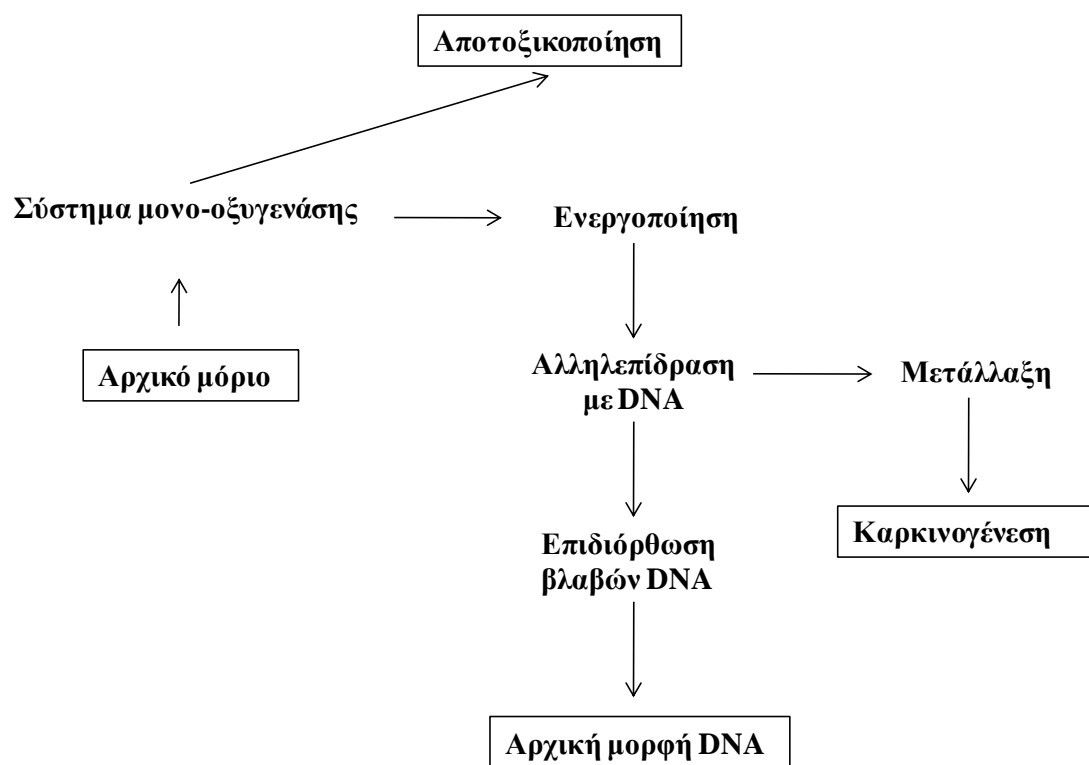 Αποτοξικοποίηση
Σύστημα μονο-οξυγενάσης
Ενεργοποίηση
Αρχικό μόριο
Αλληλεπίδραση
με DNA
Μετάλλαξη
Καρκινογένεση
Επιδιόρθωση
βλαβών DNA
Αρχική μορφή DNA